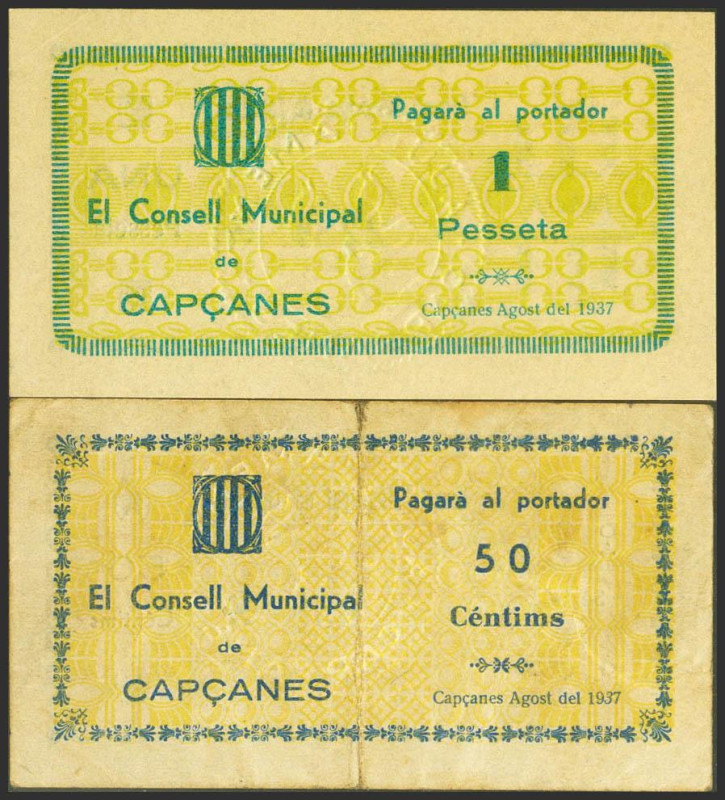 El Consell Municipal
de
CAPÇANES
Pagarà al portador
1
Pesseta
Capçanes Agost del 1937
El Consell Municipal
de
CAPÇANES
Pagarà al portador
50
Céntims
Capçanes Agost del 1937